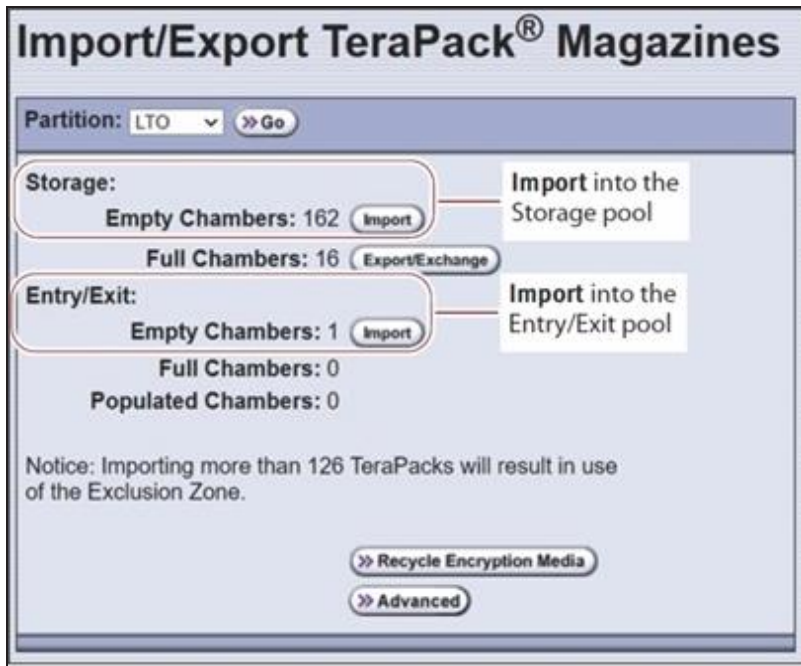 Import/Export TeraPack® Magazines
Partition: LTO >> Go
Storage:
Empty Chambers: 162 Import
Import into the
Storage pool
Full Chambers: 16 Export/Exchange
Entry/Exit:
Empty Chambers: 1 Import
Import into the
Entry/Exit pool
Full Chambers: 0
Populated Chambers: 0
Notice: Importing more than 126 TeraPacks will result in use
of the Exclusion Zone.
>> Recycle Encryption Media
>> Advanced